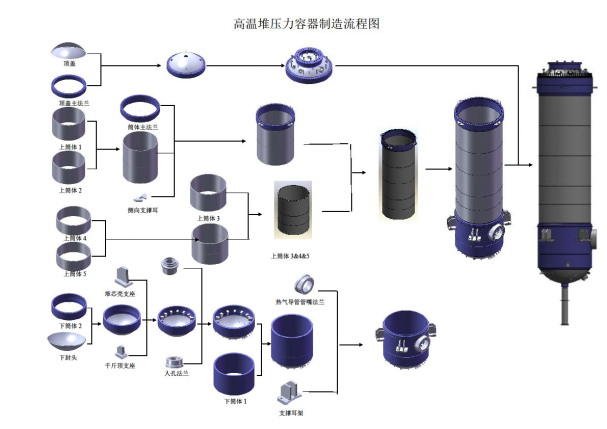 高温堆压力容器制造流程图
顶盖
顶盖主法兰
筒体主法兰
上筒体 1
上筒体 2
侧向支撑耳
上筒体 3
上筒体 4
上筒体 3&4&5
上筒体 5
堆芯壳支座
热气导管管嘴法兰
下筒体 2
下封头
千斤顶支座
人孔法兰
下筒体 1
支撑耳架